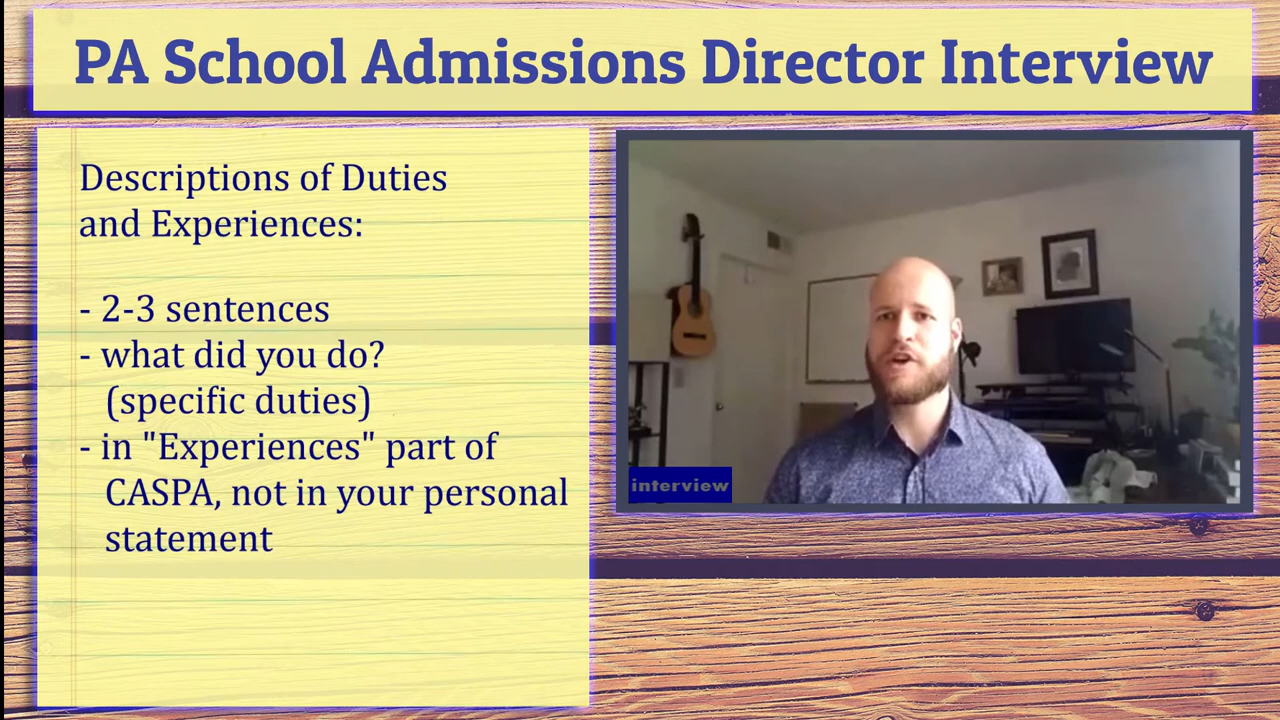 PA School Admissions Director Interview
Descriptions of Duties
and Experiences:
- 2-3 sentences
- what did you do?
(specific duties)
- in "Experiences" part of
CASPA, not in your personal
statement
interview